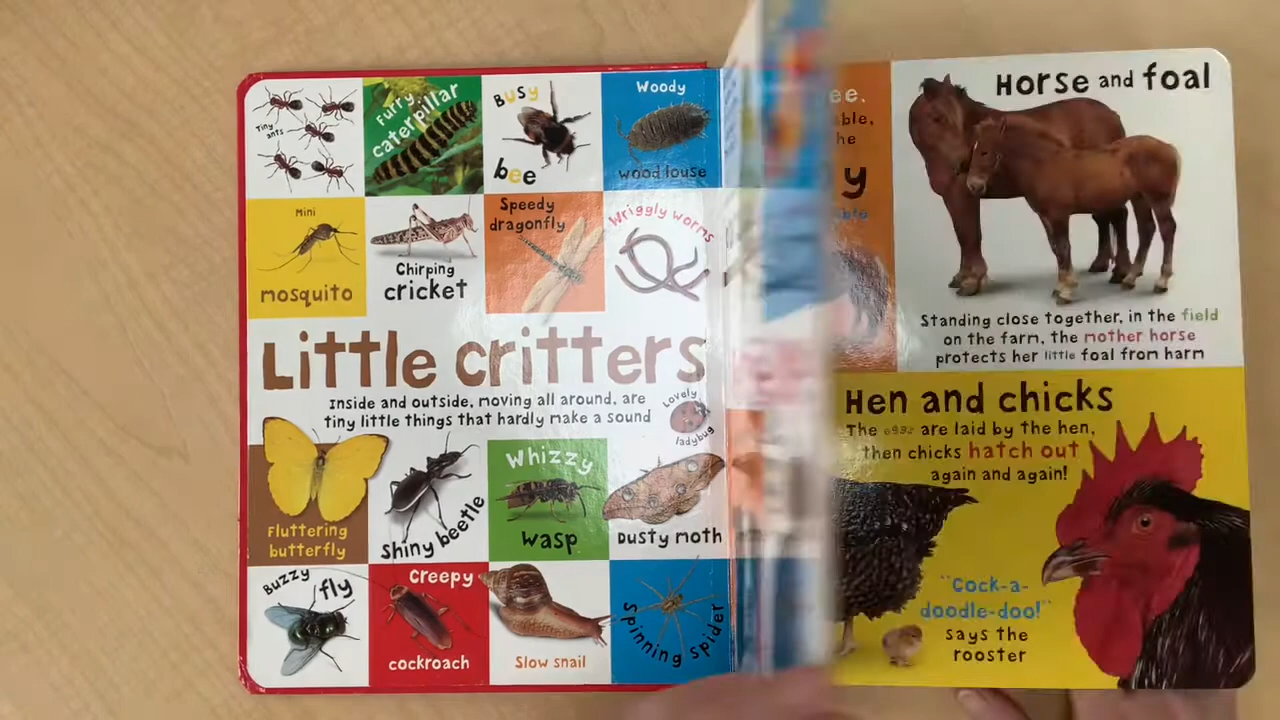 Tiny ants
Furry caterpillar
Busy bee
Woody
wood louse
Mini
mosquito
Chirping
cricket
Speedy
dragonfly
Wriggly worms
Little critters
Inside and outside, moving all around, are
tiny little things that hardly make a sound
Lovely
ladybug
Fluttering
butterfly
Shiny beetle
Whizzy
wasp
Dusty moth
Buzzy fly
Creepy
cockroach
Slow snail
Spinning spider
Horse and foal
Standing close together, in the field
on the farm, the mother horse
protects her little foal from harm
Hen and chicks
The eggs are laid by the hen,
then chicks hatch out
again and again!
"Cock-a-
doodle-doo!"
says the
rooster